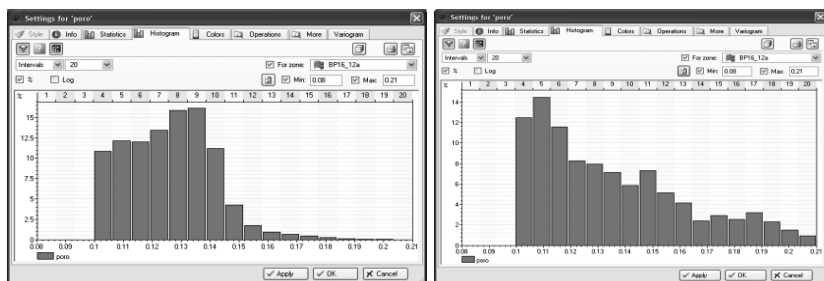 Settings for 'poro'
Style Info Statistics Histogram Colors Operations More Variogram
Intervals 20 For zone: BP16_12a
% Log Min: 0.08 Max: 0.21
% 1 2 3 4 5 6 7 8 9 10 11 12 13 14 15 16 17 18 19 20
15
12.5
10
7.5
5
2.5
0
0.08 0.09 0.1 0.11 0.12 0.13 0.14 0.15 0.16 0.17 0.18 0.19 0.2 0.21
poro
Apply OK Cancel
Settings for 'poro'
Style Info Statistics Histogram Colors Operations More Variogram
Intervals 20 For zone: BP16_12a
% Log Min: 0.08 Max: 0.21
% 1 2 3 4 5 6 7 8 9 10 11 12 13 14 15 16 17 18 19 20
14
12
10
8
6
4
2
0
0.08 0.09 0.1 0.11 0.12 0.13 0.14 0.15 0.16 0.17 0.18 0.19 0.2 0.21
poro
Apply OK Cancel